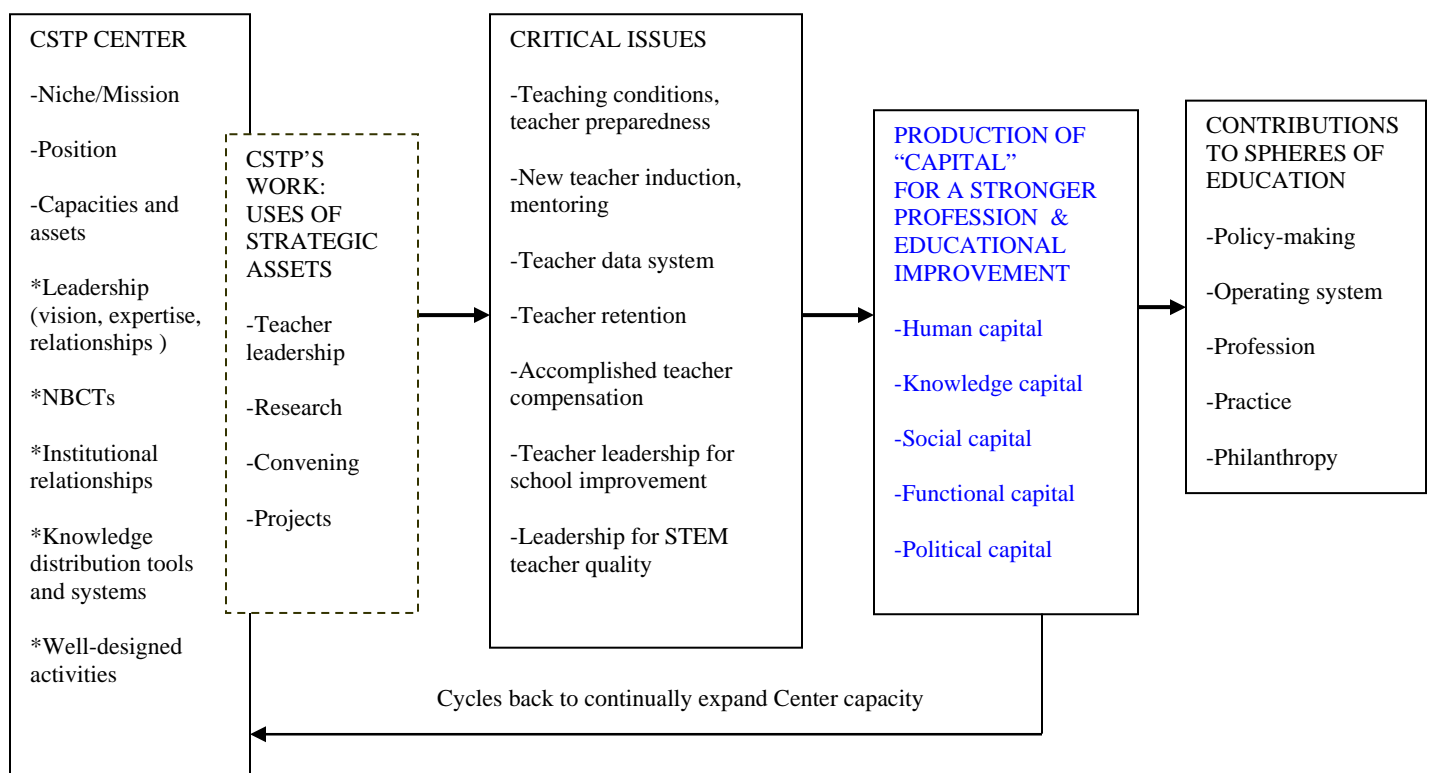 CSTP CENTER
-Niche/Mission
-Position
-Capacities and
assets
*Leadership
(vision, expertise,
relationships )
*NBCTs
*Institutional
relationships
*Knowledge
distribution tools
and systems
*Well-designed
activities
CSTP’S
WORK:
USES OF
STRATEGIC
ASSETS
-Teacher
leadership
-Research
-Convening
-Projects
CRITICAL ISSUES
-Teaching conditions,
teacher preparedness
-New teacher induction,
mentoring
-Teacher data system
-Teacher retention
-Accomplished teacher
compensation
-Teacher leadership for
school improvement
-Leadership for STEM
teacher quality
PRODUCTION OF
“CAPITAL”
FOR A STRONGER
PROFESSION &
EDUCATIONAL
IMPROVEMENT
-Human capital
-Knowledge capital
-Social capital
-Functional capital
-Political capital
CONTRIBUTIONS
TO SPHERES OF
EDUCATION
-Policy-making
-Operating system
-Profession
-Practice
-Philanthropy
Cycles back to continually expand Center capacity